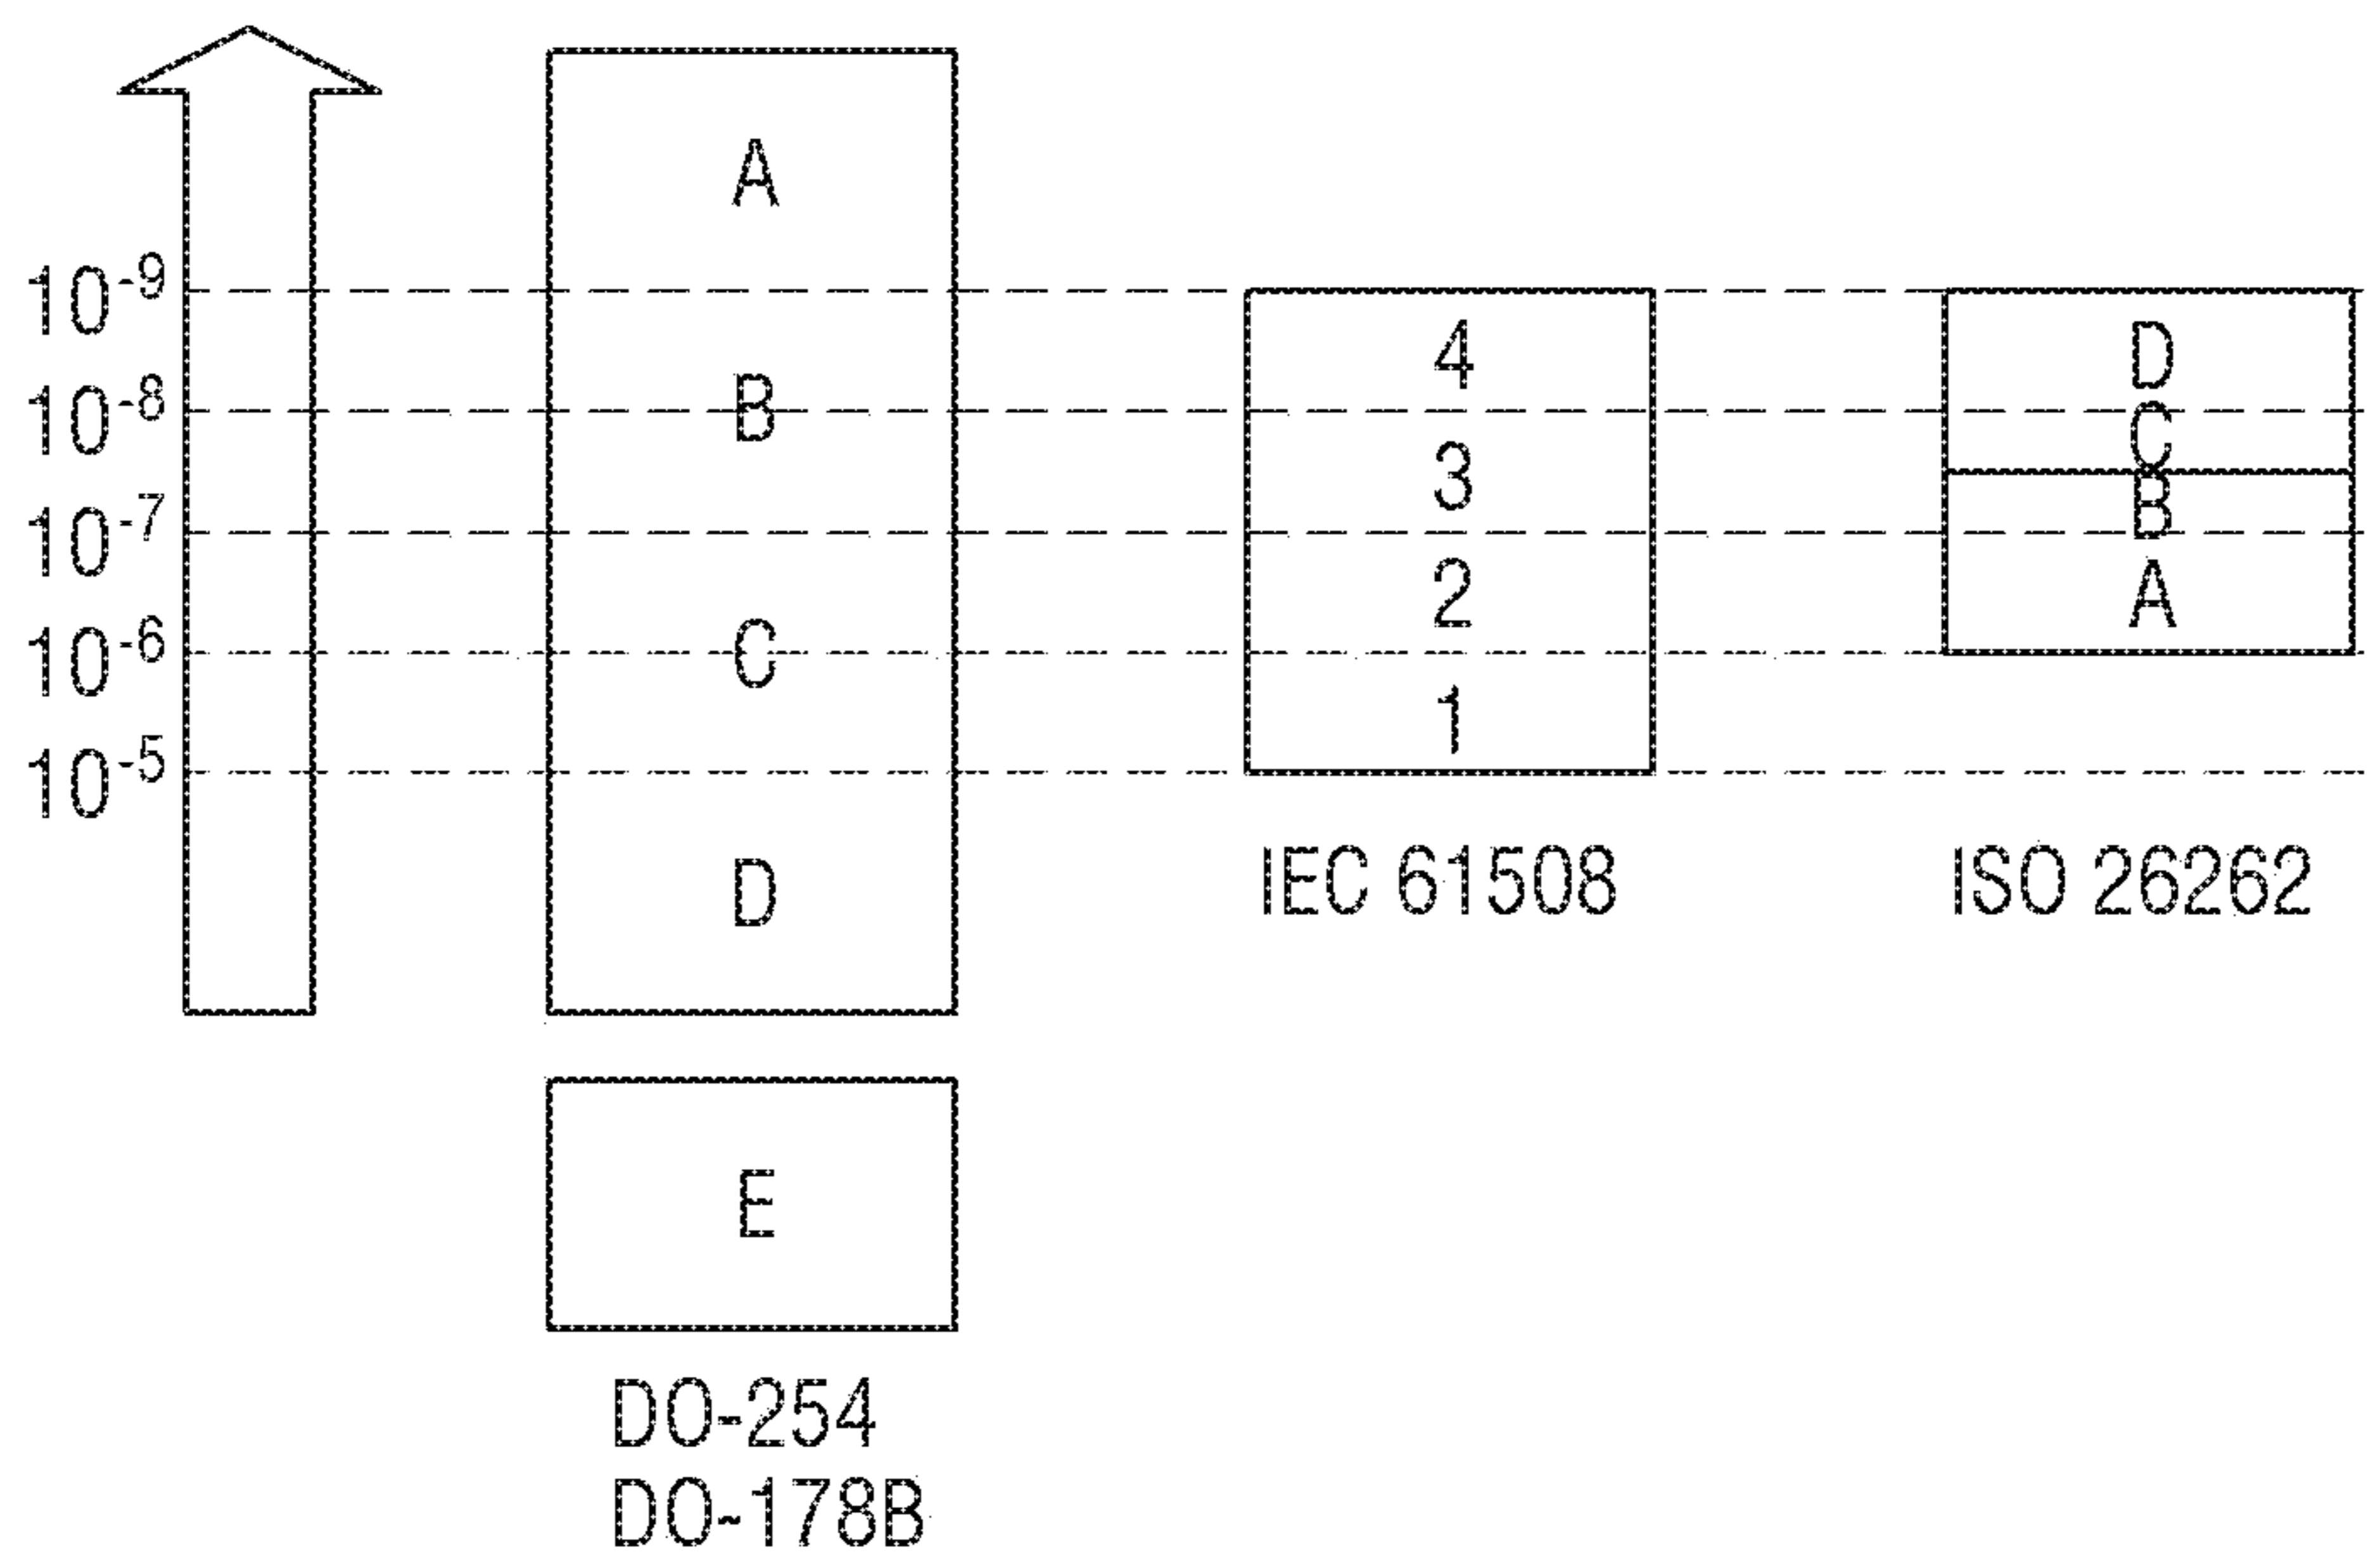 A
10⁻⁹
4
D
10⁻⁸
B
C
3
10⁻⁷
B
2
A
10⁻⁶
C
1
10⁻⁵
D
IEC 61508
ISO 26262
E
DO-254
DO-178B